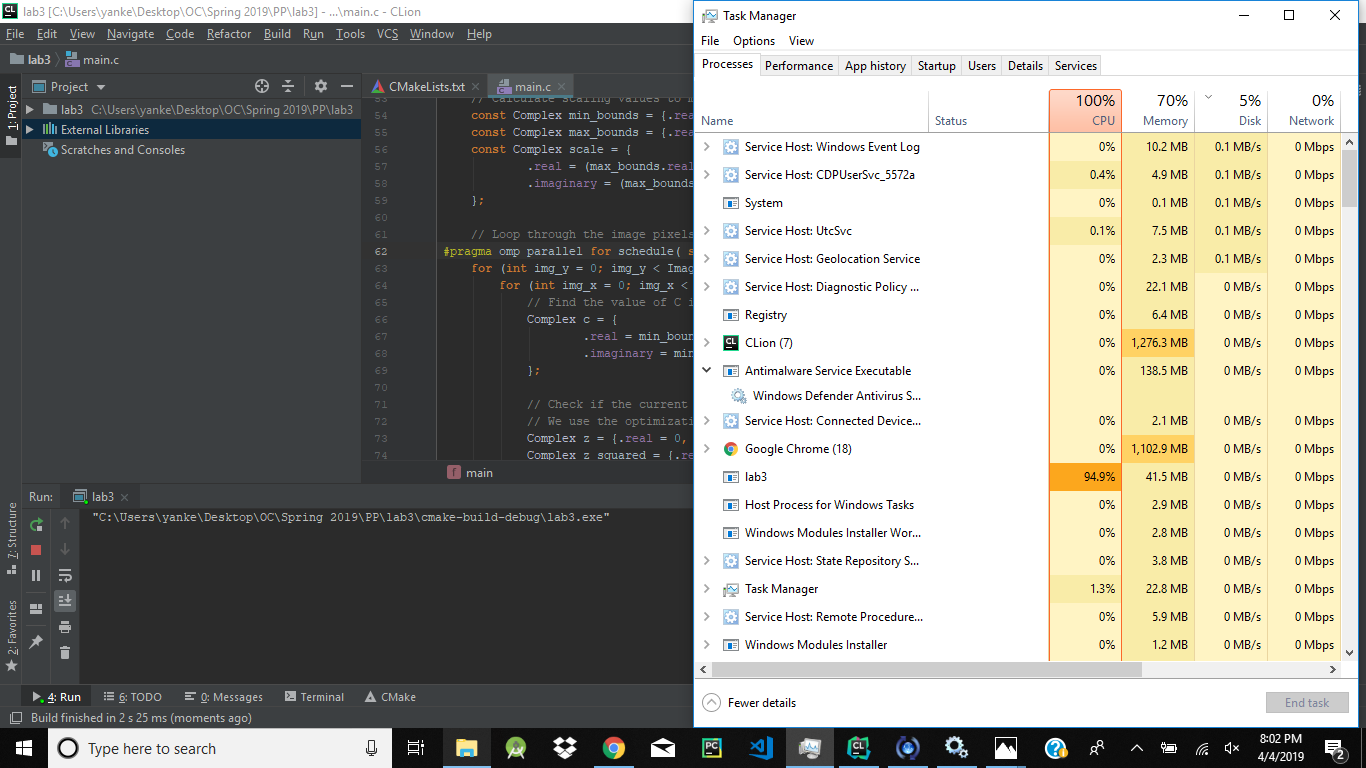 lab3 [C:\Users\yanke\Desktop\OC\Spring 2019\PP\lab3] - ...\main.c - CLion
File Edit View Navigate Code Refactor Build Run Tools VCS Window Help
lab3 main.c
Project
CMakeLists.txt main.c
1: Project
lab3 C:\Users\yanke\Desktop\OC\Spring 2019\PP\lab3
External Libraries
Scratches and Consoles
53 // Calculate scaling values to m
54 const Complex min_bounds = {.rea
55 const Complex max_bounds = {.rea
56 const Complex scale = {
57 .real = (max_bounds.real
58 .imaginary = (max_bounds
59 };
60
61 // Loop through the image pixels
62 #pragma omp parallel for schedule( s
63 for (int img_y = 0; img_y < Imag
64 for (int img_x = 0; img_x <
65 // Find the value of C i
66 Complex c = {
67 .real = min_boun
68 .imaginary = min
69 };
70
71 // Check if the current
72 // We use the optimizati
73 Complex z = {.real = 0,
74 Complex z_squared = {.re
f main
Run: lab3
"C:\Users\yanke\Desktop\OC\Spring 2019\PP\lab3\cmake-build-debug\lab3.exe"
7: Structure
2: Favorites
4: Run 6: TODO 0: Messages Terminal CMake
Build finished in 2 s 25 ms (moments ago)
Task Manager
File Options View
Processes Performance App history Startup Users Details Services
100% 70% 5% 0%
Name Status CPU Memory Disk Network
Service Host: Windows Event Log 0% 10.2 MB 0.1 MB/s 0 Mbps
Service Host: CDPUserSvc_5572a 0.4% 4.9 MB 0.1 MB/s 0 Mbps
System 0% 0.1 MB 0.1 MB/s 0 Mbps
Service Host: UtcSvc 0.1% 7.5 MB 0.1 MB/s 0 Mbps
Service Host: Geolocation Service 0% 2.3 MB 0.1 MB/s 0 Mbps
Service Host: Diagnostic Policy ... 0% 22.1 MB 0 MB/s 0 Mbps
Registry 0% 6.4 MB 0 MB/s 0 Mbps
CLion (7) 0% 1,276.3 MB 0 MB/s 0 Mbps
Antimalware Service Executable 0% 138.5 MB 0 MB/s 0 Mbps
Windows Defender Antivirus S...
Service Host: Connected Device... 0% 2.1 MB 0 MB/s 0 Mbps
Google Chrome (18) 0% 1,102.9 MB 0 MB/s 0 Mbps
lab3 94.9% 41.5 MB 0 MB/s 0 Mbps
Host Process for Windows Tasks 0% 2.9 MB 0 MB/s 0 Mbps
Windows Modules Installer Wor... 0% 2.8 MB 0 MB/s 0 Mbps
Service Host: State Repository S... 0% 3.8 MB 0 MB/s 0 Mbps
Task Manager 1.3% 22.8 MB 0 MB/s 0 Mbps
Service Host: Remote Procedure... 0% 5.9 MB 0 MB/s 0 Mbps
Windows Modules Installer 0% 1.2 MB 0 MB/s 0 Mbps
Fewer details End task
Type here to search
8:02 PM
4/4/2019
2